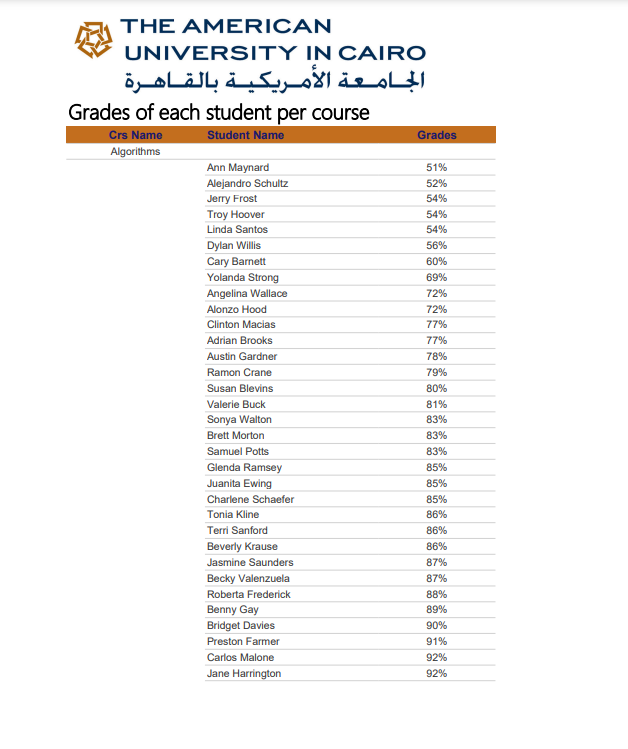 THE AMERICAN
UNIVERSITY IN CAIRO
الجامعة الأمريكية بالقاهرة
Grades of each student per course
Crs Name Student Name Grades
Algorithms
Ann Maynard 51%
Alejandro Schultz 52%
Jerry Frost 54%
Troy Hoover 54%
Linda Santos 54%
Dylan Willis 56%
Cary Barnett 60%
Yolanda Strong 69%
Angelina Wallace 72%
Alonzo Hood 72%
Clinton Macias 77%
Adrian Brooks 77%
Austin Gardner 78%
Ramon Crane 79%
Susan Blevins 80%
Valerie Buck 81%
Sonya Walton 83%
Brett Morton 83%
Samuel Potts 83%
Glenda Ramsey 85%
Juanita Ewing 85%
Charlene Schaefer 85%
Tonia Kline 86%
Terri Sanford 86%
Beverly Krause 86%
Jasmine Saunders 87%
Becky Valenzuela 87%
Roberta Frederick 88%
Benny Gay 89%
Bridget Davies 90%
Preston Farmer 91%
Carlos Malone 92%
Jane Harrington 92%